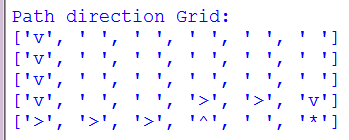 Path direction Grid:
['v', ' ', ' ', ' ', ' ', ' ']
['v', ' ', ' ', ' ', ' ', ' ']
['v', ' ', ' ', ' ', ' ', ' ']
['v', ' ', ' ', '>', '>', 'v']
['>', '>', '>', '^', ' ', '*']